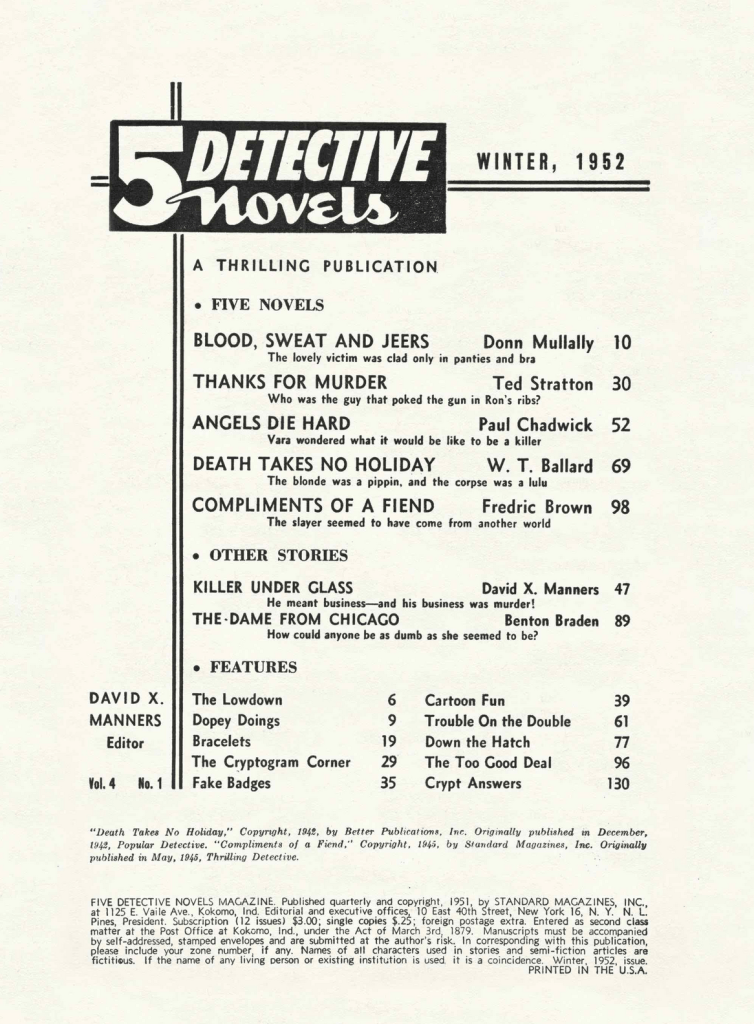 5 DETECTIVE
novels
WINTER, 1952
A THRILLING PUBLICATION
• FIVE NOVELS
BLOOD, SWEAT AND JEERS Donn Mullally 10
The lovely victim was clad only in panties and bra
THANKS FOR MURDER Ted Stratton 30
Who was the guy that poked the gun in Ron's ribs?
ANGELS DIE HARD Paul Chadwick 52
Vara wondered what it would be like to be a killer
DEATH TAKES NO HOLIDAY W. T. Ballard 69
The blonde was a pippin, and the corpse was a lulu
COMPLIMENTS OF A FIEND Fredric Brown 98
The slayer seemed to have come from another world
• OTHER STORIES
KILLER UNDER GLASS David X. Manners 47
He meant business—and his business was murder!
THE DAME FROM CHICAGO Benton Braden 89
How could anyone be as dumb as she seemed to be?
• FEATURES
DAVID X.
MANNERS
Editor
Vol. 4 No. 1
The Lowdown 6
Dopey Doings 9
Bracelets 19
The Cryptogram Corner 29
Fake Badges 35
Cartoon Fun 39
Trouble On the Double 61
Down the Hatch 77
The Too Good Deal 96
Crypt Answers 130
"Death Takes No Holiday," Copyright, 1942, by Better Publications, Inc. Originally published in December,
1942, Popular Detective. "Compliments of a Fiend," Copyright, 1945, by Standard Magazines, Inc. Originally
published in May, 1945, Thrilling Detective.
FIVE DETECTIVE NOVELS MAGAZINE. Published quarterly and copyright, 1951, by STANDARD MAGAZINES, INC.,
at 1125 E. Vaile Ave., Kokomo, Ind. Editorial and executive offices, 10 East 40th Street, New York 16, N. Y. N. L.
Pines, President. Subscription (12 issues) $3.00; single copies $.25; foreign postage extra. Entered as second class
matter at the Post Office at Kokomo, Ind., under the Act of March 3rd, 1879. Manuscripts must be accompanied
by self-addressed, stamped envelopes and are submitted at the author's risk. In corresponding with this publication,
please include your zone number, if any. Names of all characters used in stories and semi-fiction articles are
fictitious. If the name of any living person or existing institution is used, it is a coincidence. Winter, 1952, issue.
PRINTED IN THE U.S.A.